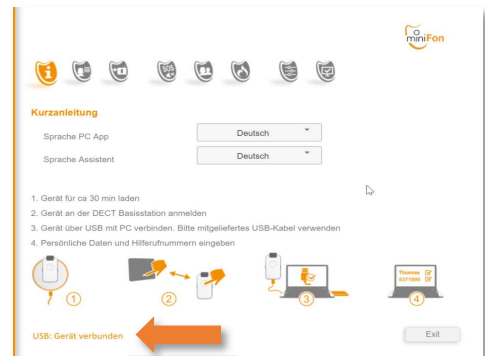 miniFon
SOS
Kurzanleitung
Sprache PC App
Deutsch
Sprache Assistent
Deutsch
1. Gerät für ca 30 min laden
2. Gerät an der DECT Basisstation anmelden
3. Gerät über USB mit PC verbinden. Bitte mitgeliefertes USB-Kabel verwenden
4. Persönliche Daten und Hilferufnummern eingeben
1
2
3
Thomas
4
USB: Gerät verbunden
Exit